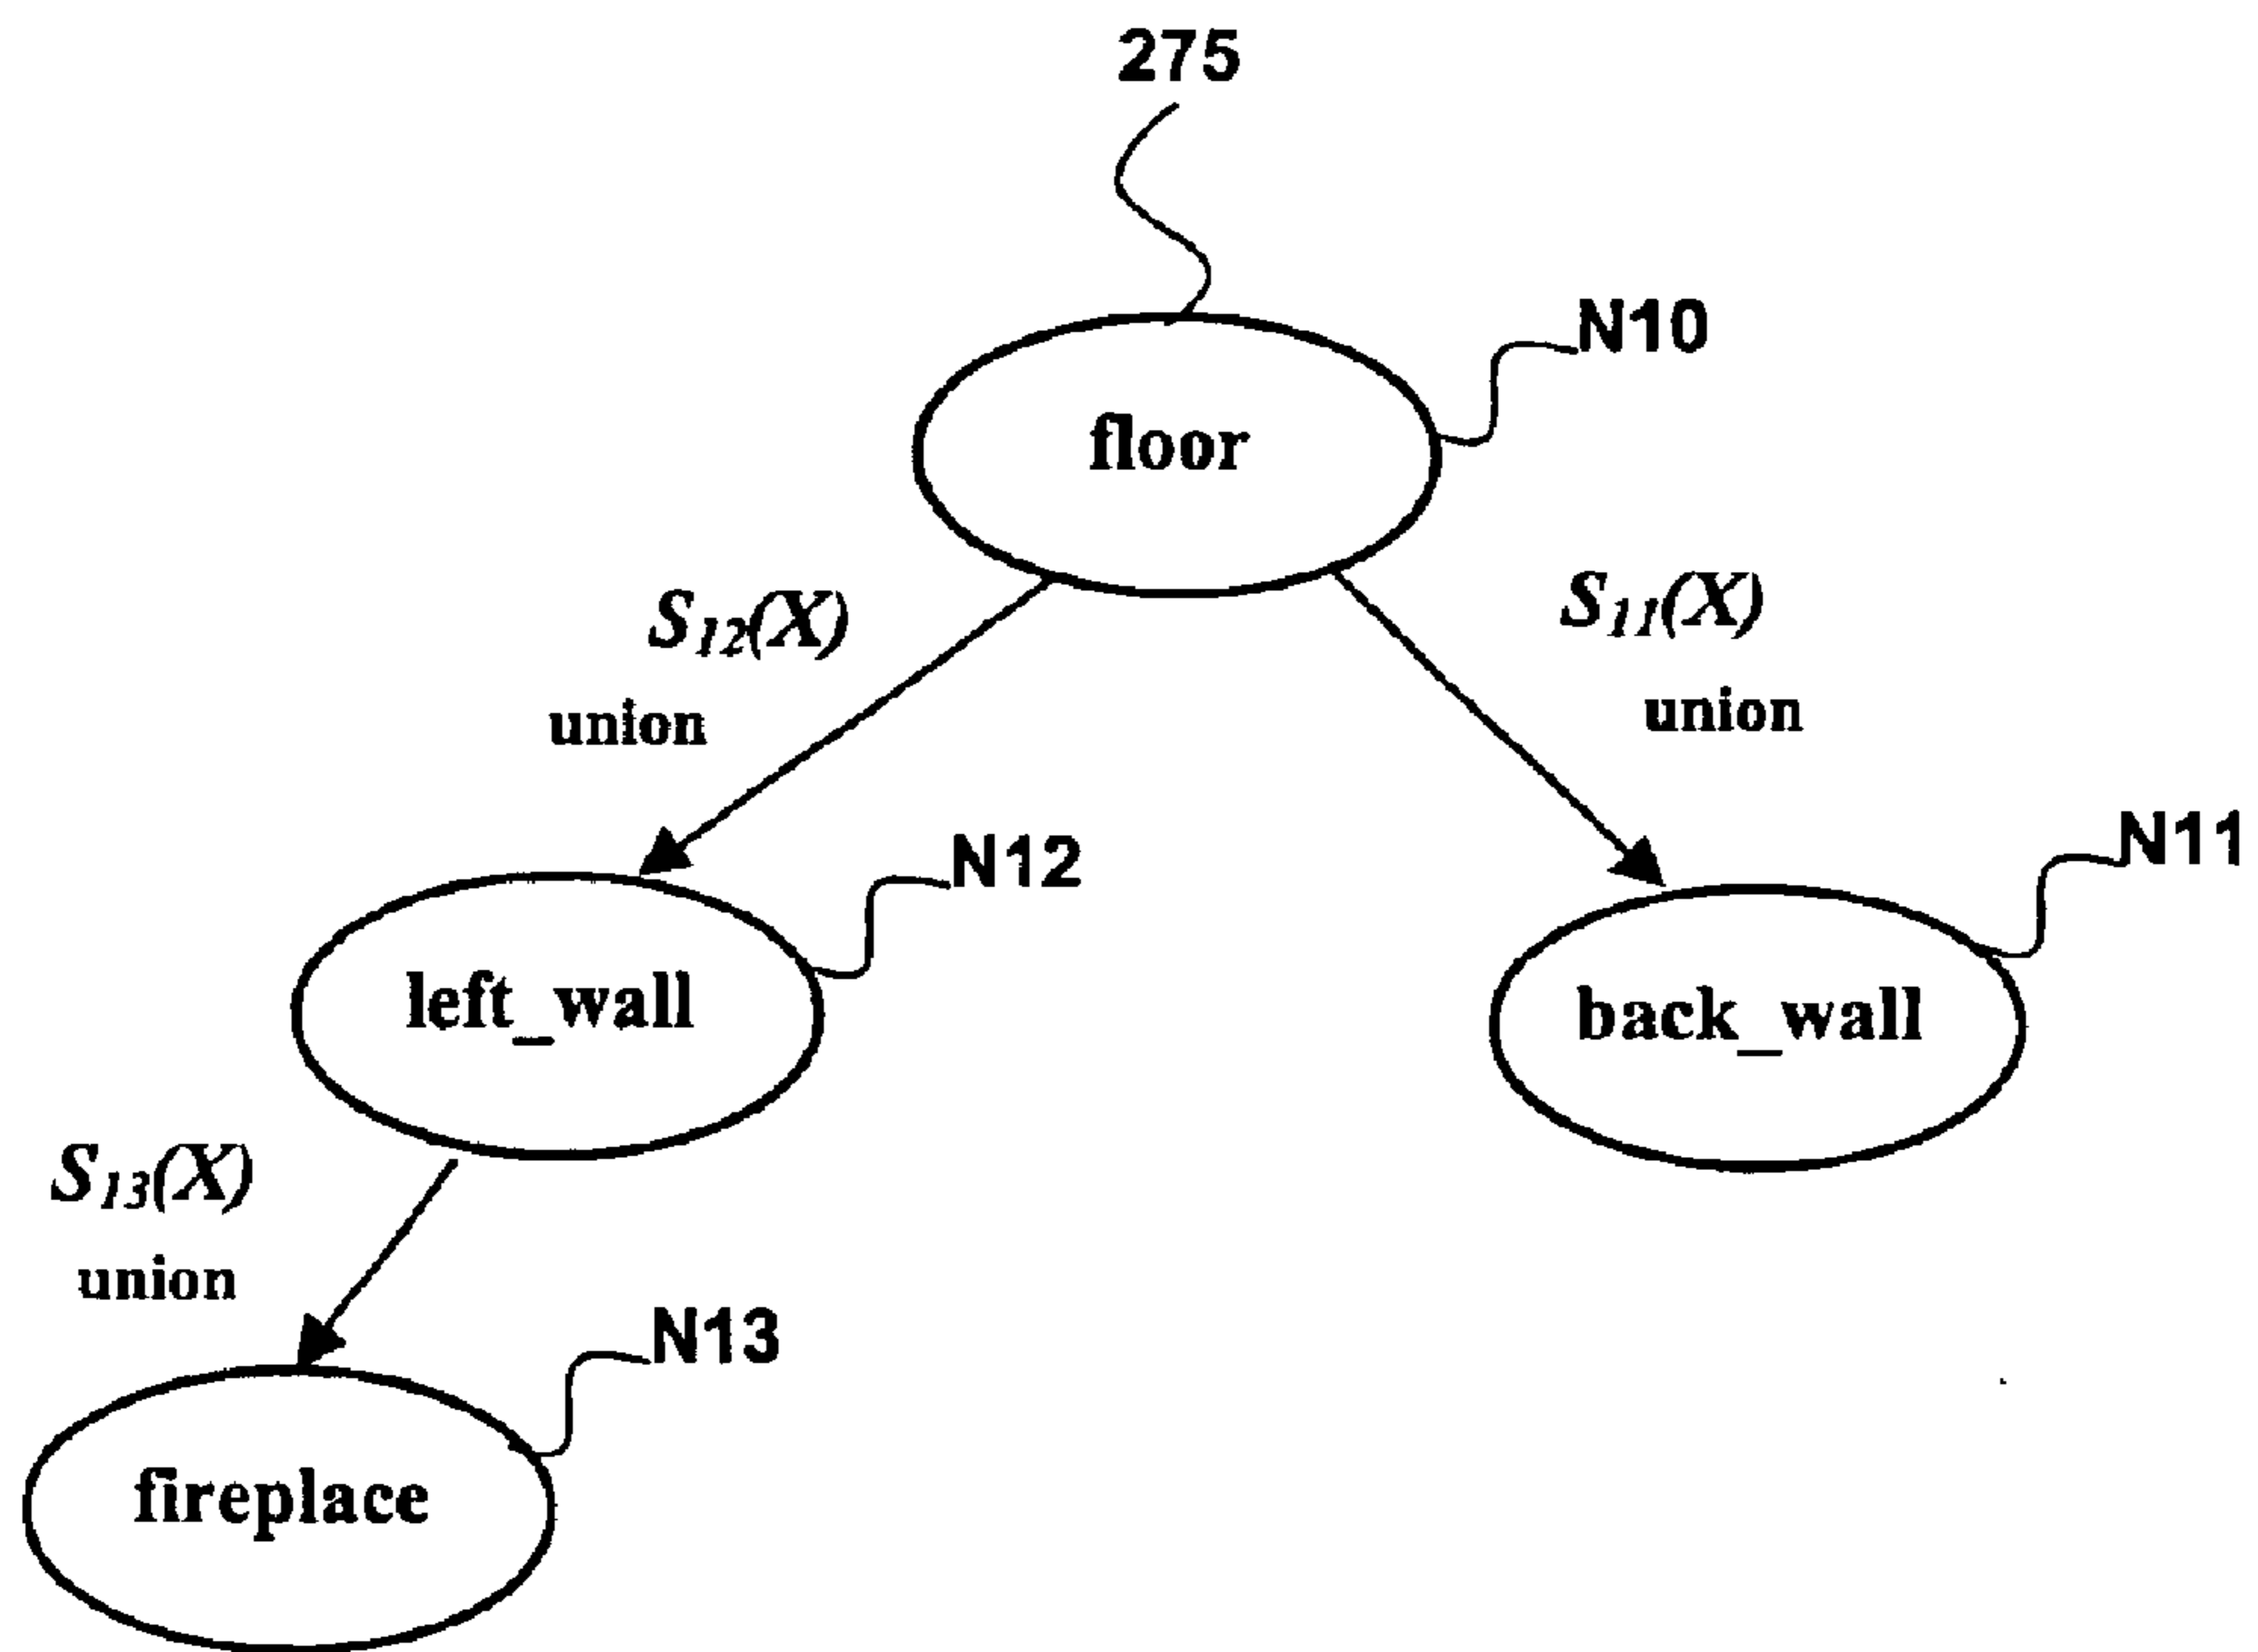 275
N10
floor
S12(X)
union
S11(X)
union
N12
N11
left_wall
back_wall
S13(X)
union
N13
fireplace